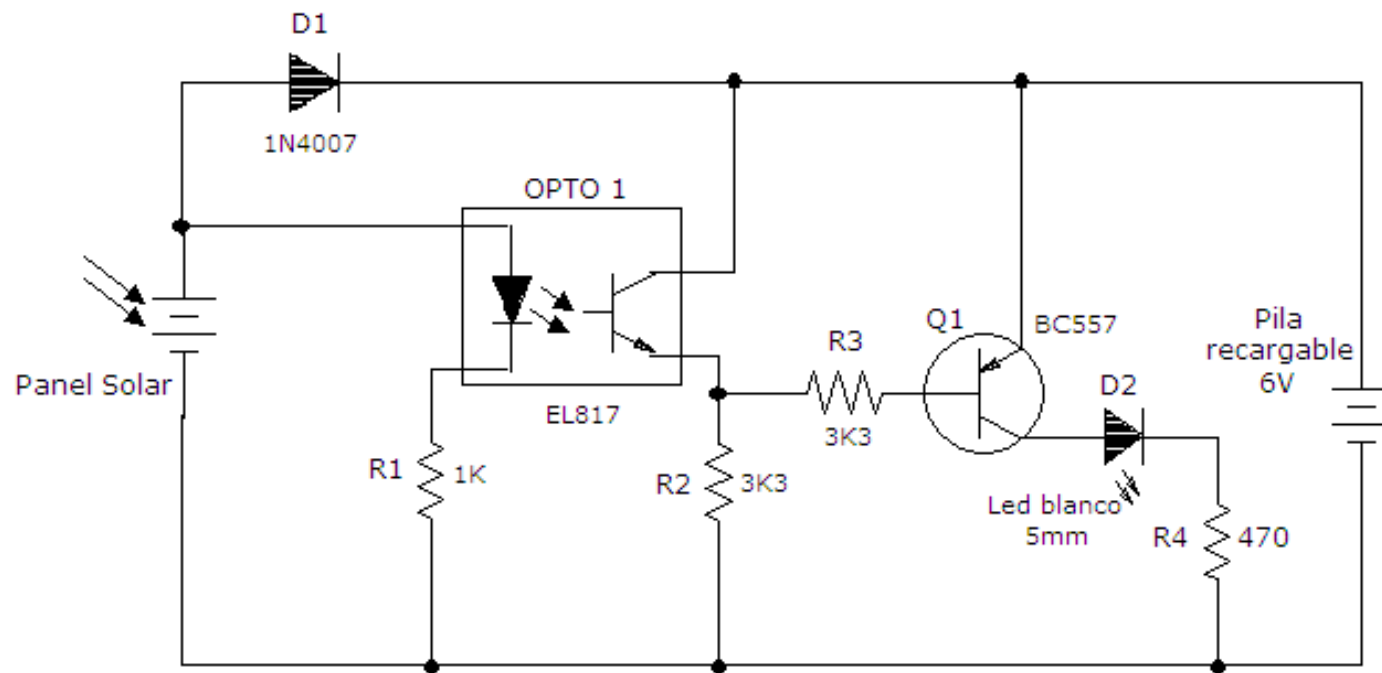 D1
1N4007
OPTO 1
EL817
Panel Solar
R1
1K
R2
3K3
R3
3K3
Q1
BC557
D2
Led blanco
5mm
R4
470
Pila
recargable
6V